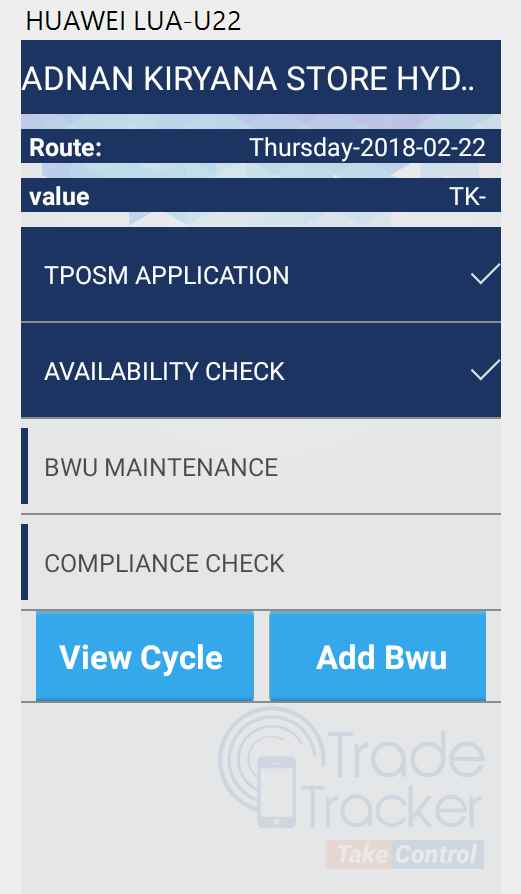 HUAWEI LUA-U22
ADNAN KIRYANA STORE HYD..
Route: Thursday-2018-02-22
value TK-
TPOSM APPLICATION
AVAILABILITY CHECK
BWU MAINTENANCE
COMPLIANCE CHECK
View Cycle Add Bwu
Trade
Tracker
Take Control